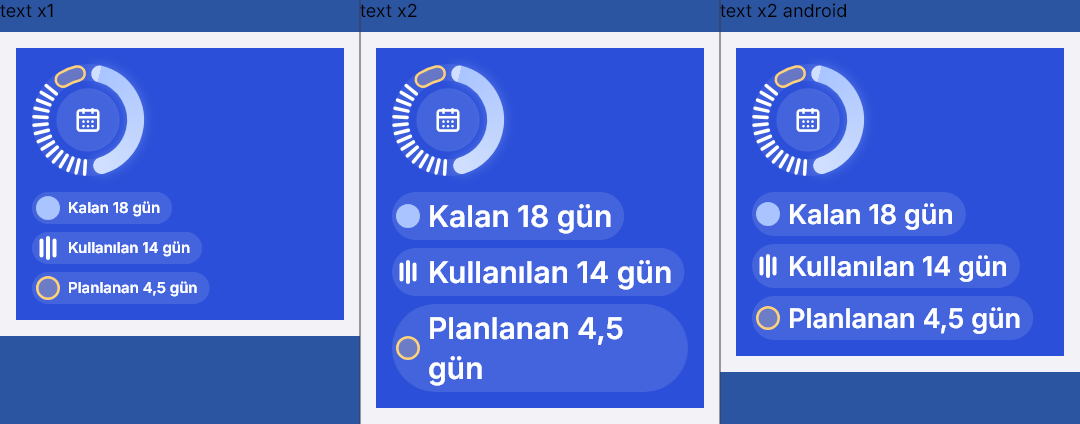 text x1
Kalan 18 gün
Kullanılan 14 gün
Planlanan 4,5 gün
text x2
Kalan 18 gün
Kullanılan 14 gün
Planlanan 4,5
gün
text x2 android
Kalan 18 gün
Kullanılan 14 gün
Planlanan 4,5 gün